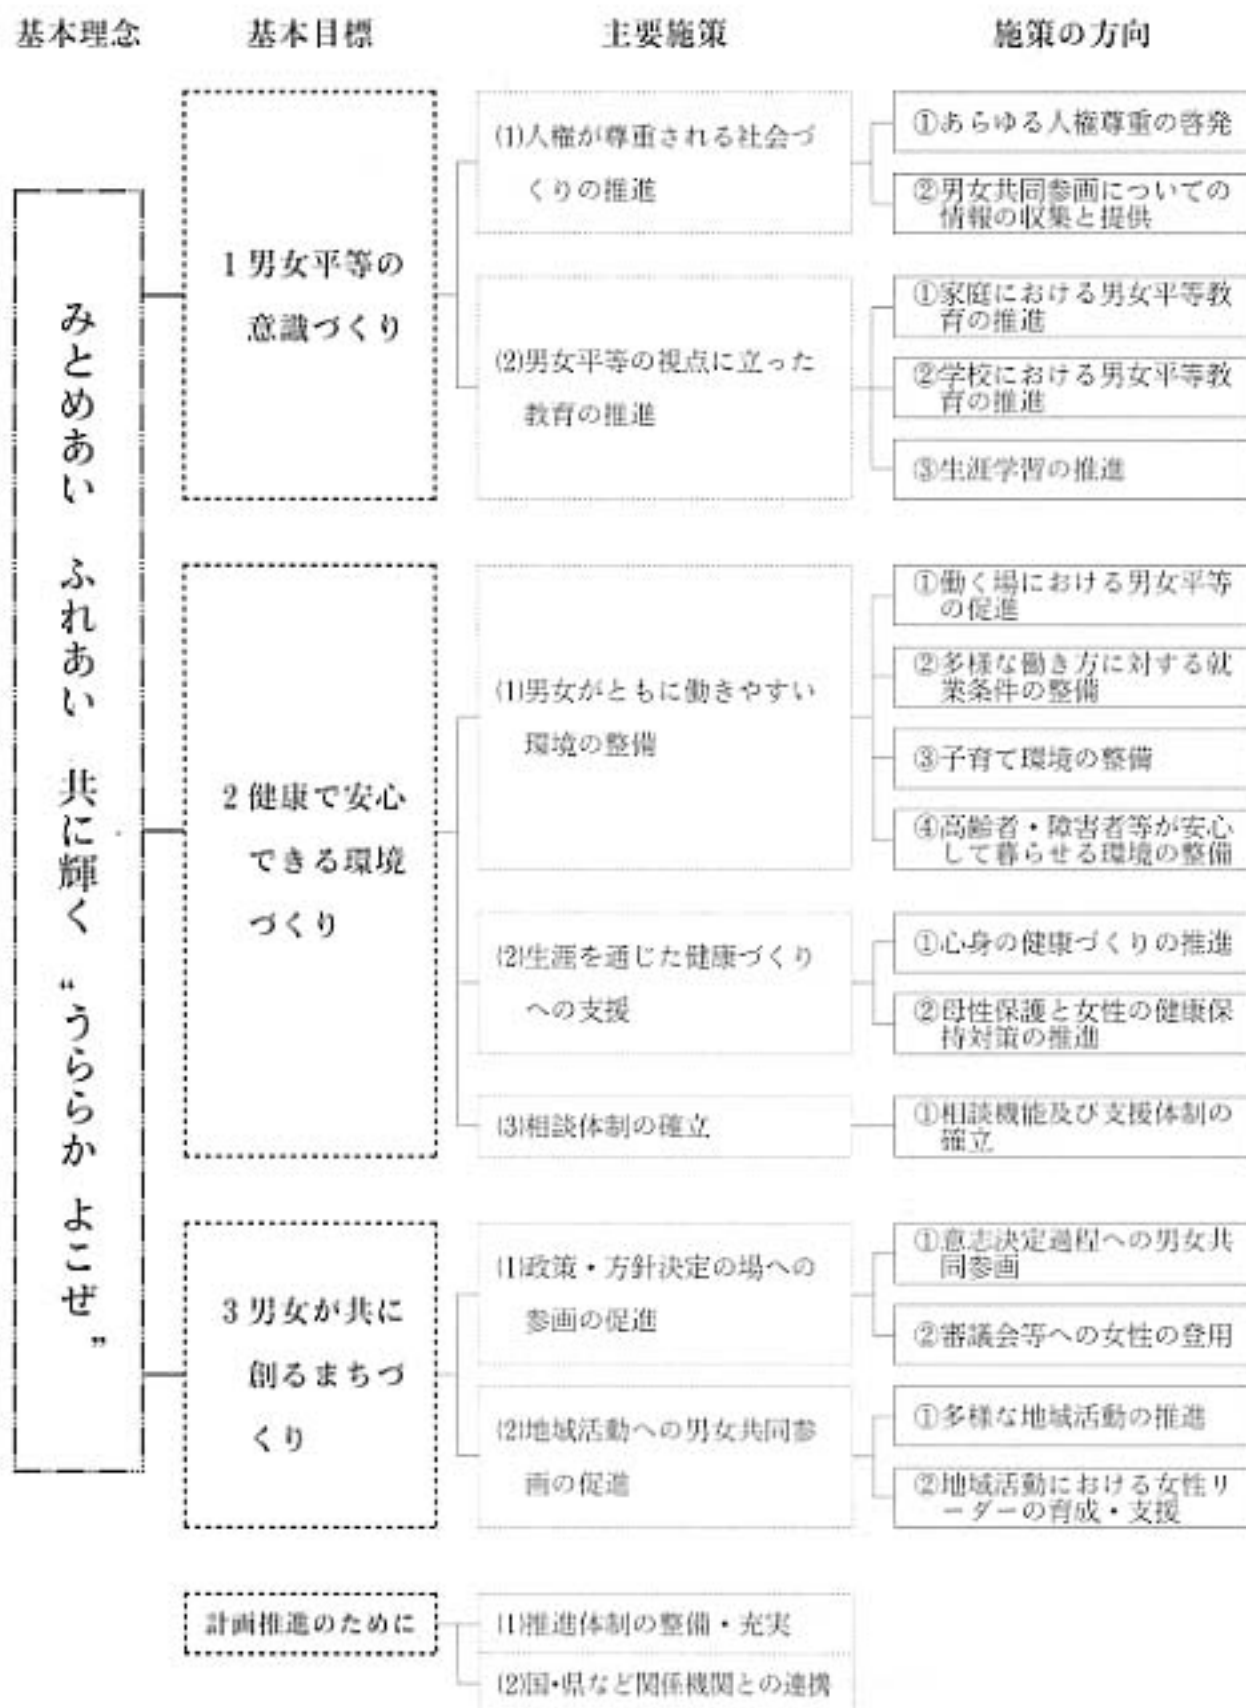 基本理念 基本目標 主要施策 施策の方向
みとめあい ふれあい 共に輝く “うららか よこぜ”
1 男女平等の
意識づくり
(1)人権が尊重される社会づ
くりの推進
①あらゆる人権尊重の啓発
②男女共同参画についての
情報の収集と提供
(2)男女平等の視点に立った
教育の推進
①家庭における男女平等教
育の推進
②学校における男女平等教
育の推進
③生涯学習の推進
2 健康で安心
できる環境
づくり
(1)男女がともに働きやすい
環境の整備
①働く場における男女平等
の促進
②多様な働き方に対する就
業条件の整備
③子育て環境の整備
④高齢者・障害者等が安心
して暮らせる環境の整備
(2)生涯を通じた健康づくり
への支援
①心身の健康づくりの推進
②母性保護と女性の健康保
持対策の推進
(3)相談体制の確立
①相談機能及び支援体制の
確立
3 男女が共に
創るまちづ
くり
(1)政策・方針決定の場への
参画の促進
①意志決定過程への男女共
同参画
②審議会等への女性の登用
(2)地域活動への男女共同参
画の促進
①多様な地域活動の推進
②地域活動における女性リ
ーダーの育成・支援
計画推進のために
(1)推進体制の整備・充実
(2)国・県など関係機関との連携